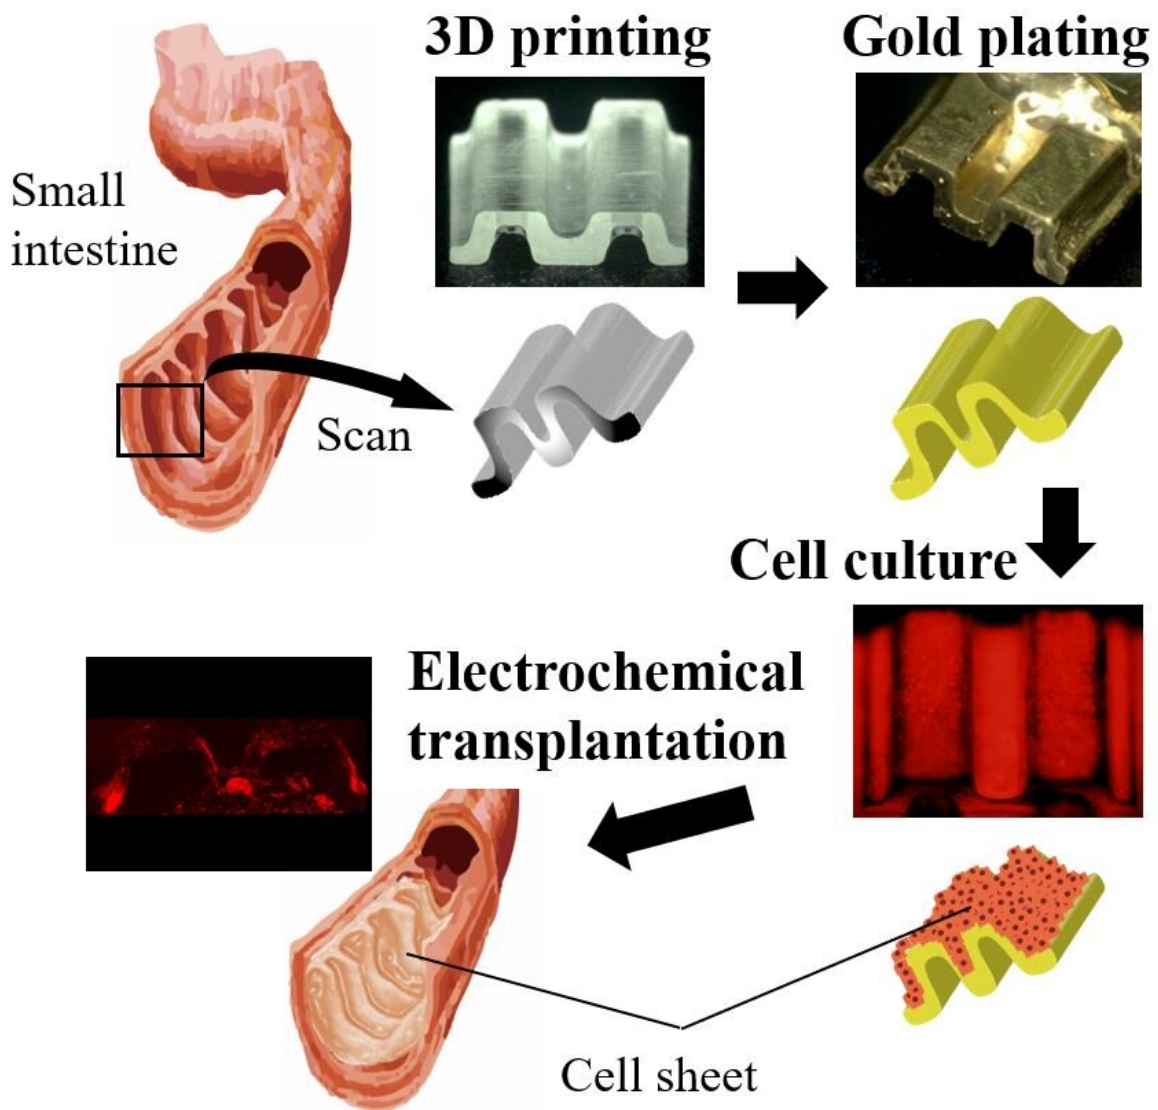 3D printing
Gold plating
Small
intestine
Scan
Cell culture
Electrochemical
transplantation
Cell sheet